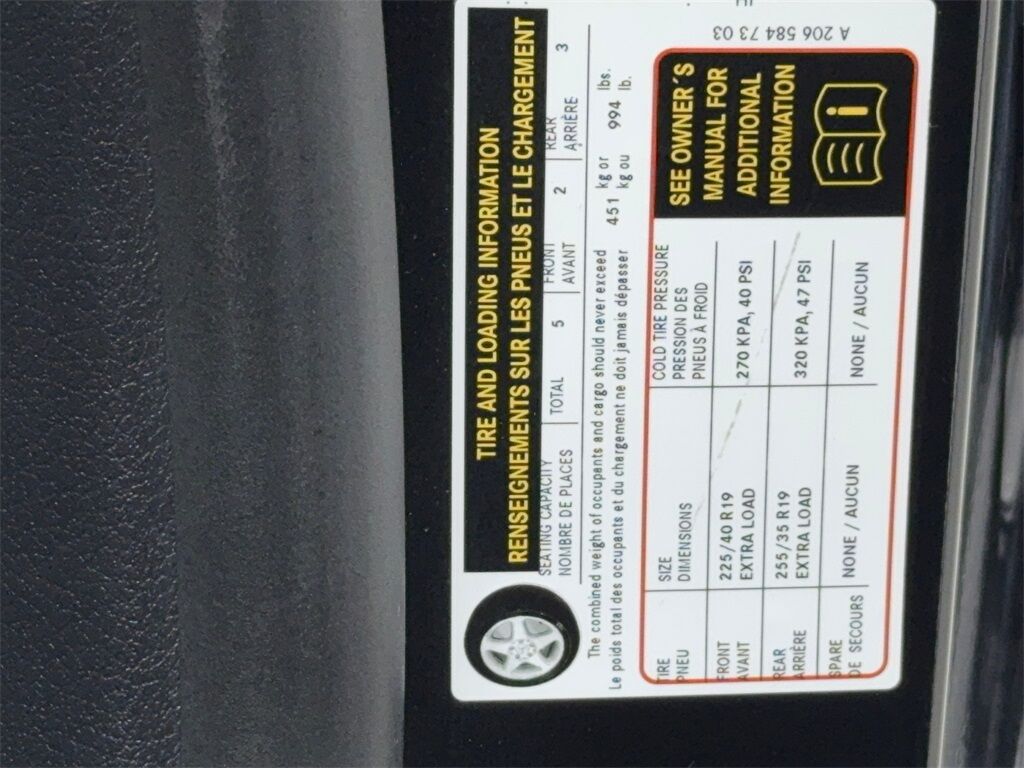 TIRE AND LOADING INFORMATION
RENSEIGNEMENTS SUR LES PNEUS ET LE CHARGEMENT
SEATING CAPACITY
NOMBRE DE PLACES
TOTAL 5
FRONT
AVANT
2
REAR
ARRIÈRE
3
The combined weight of occupants and cargo should never exceed
Le poids total des occupants et du chargement ne doit jamais dépasser
451 kg or
kg ou
994 lbs.
lb.
TIRE
PNEU
SIZE
DIMENSIONS
COLD TIRE PRESSURE
PRESSION DES
PNEUS À FROID
FRONT
AVANT
225/40 R19
EXTRA LOAD
270 KPA, 40 PSI
REAR
ARRIÈRE
255/35 R19
EXTRA LOAD
320 KPA, 47 PSI
SPARE
DE SECOURS
NONE / AUCUN
NONE / AUCUN
SEE OWNER'S
MANUAL FOR
ADDITIONAL
INFORMATION
i
A 206 584 73 03